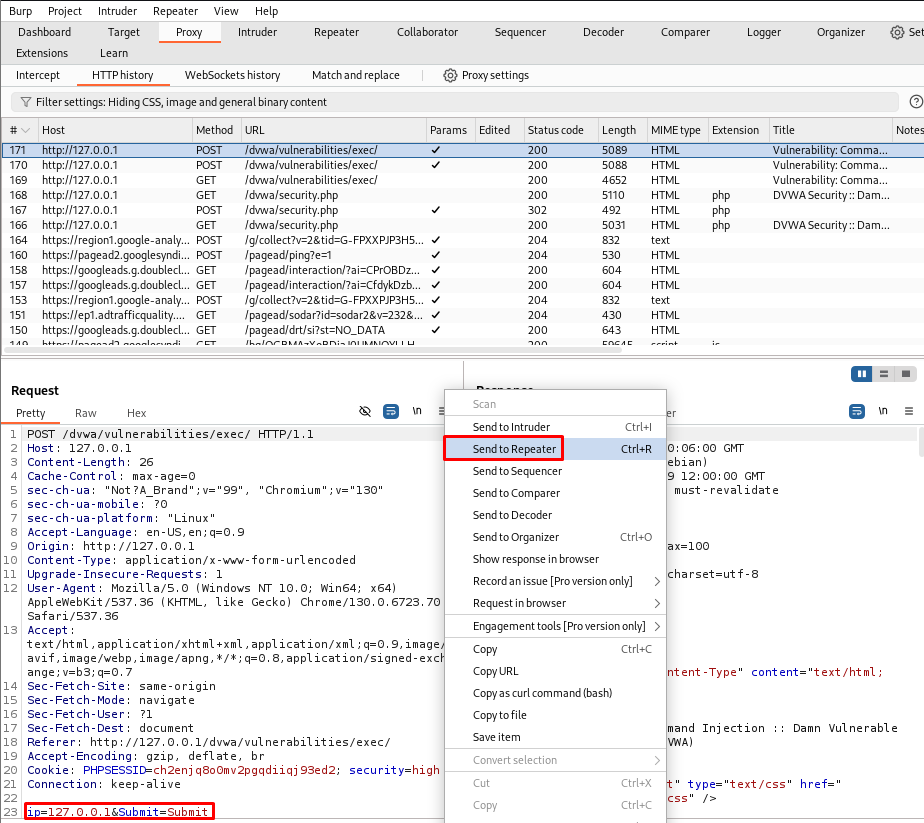 Burp Project Intruder Repeater View Help
Dashboard Target Proxy Intruder Repeater Collaborator Sequencer Decoder Comparer Logger Organizer Set
Extensions Learn
Intercept HTTP history WebSockets history Match and replace Proxy settings
Filter settings: Hiding CSS, image and general binary content
# Host Method URL Params Edited Status code Length MIME type Extension Title Notes
171 http://127.0.0.1 POST /dvwa/vulnerabilities/exec/ ✓ 200 5089 HTML Vulnerability: Comma...
170 http://127.0.0.1 POST /dvwa/vulnerabilities/exec/ ✓ 200 5088 HTML Vulnerability: Comma...
169 http://127.0.0.1 GET /dvwa/vulnerabilities/exec/ 200 4652 HTML Vulnerability: Comma...
168 http://127.0.0.1 GET /dvwa/security.php 200 5110 HTML php DVWA Security :: Dam...
167 http://127.0.0.1 POST /dvwa/security.php ✓ 302 492 HTML php
166 http://127.0.0.1 GET /dvwa/security.php 200 5031 HTML php DVWA Security :: Dam...
164 https://region1.google-analy... POST /g/collect?v=2&tid=G-FPXXPJP3H5... ✓ 204 832 text
160 https://pagead2.googlesyndi... POST /pagead/ping?e=1 ✓ 204 530 HTML
158 https://googleads.g.doublecl... GET /pagead/interaction/?ai=CPrOBDz... ✓ 200 604 HTML
157 https://googleads.g.doublecl... GET /pagead/interaction/?ai=CfdykDzb... ✓ 200 604 HTML
153 https://region1.google-analy... POST /g/collect?v=2&tid=G-FPXXPJP3H5... ✓ 204 832 text
151 https://ep1.adtrafficquality.... GET /pagead/sodar?id=sodar2&v=232&... ✓ 204 430 HTML
150 https://googleads.g.doublecl... GET /pagead/drt/si?st=NO_DATA ✓ 200 643 HTML
149 https://pagead2.googlesyndi... GET 200 59645 script js
Request Response
Pretty Raw Hex \n \n
1 POST /dvwa/vulnerabilities/exec/ HTTP/1.1
2 Host: 127.0.0.1
3 Content-Length: 26
4 Cache-Control: max-age=0
5 sec-ch-ua: "Not?A_Brand";v="99", "Chromium";v="130"
6 sec-ch-ua-mobile: ?0
7 sec-ch-ua-platform: "Linux"
8 Accept-Language: en-US,en;q=0.9
9 Origin: http://127.0.0.1
10 Content-Type: application/x-www-form-urlencoded
11 Upgrade-Insecure-Requests: 1
12 User-Agent: Mozilla/5.0 (Windows NT 10.0; Win64; x64)
AppleWebKit/537.36 (KHTML, like Gecko) Chrome/130.0.6723.70
Safari/537.36
13 Accept:
text/html,application/xhtml+xml,application/xml;q=0.9,image/
avif,image/webp,image/apng,*/*;q=0.8,application/signed-exch
ange;v=b3;q=0.7
14 Sec-Fetch-Site: same-origin
15 Sec-Fetch-Mode: navigate
16 Sec-Fetch-User: ?1
17 Sec-Fetch-Dest: document
18 Referer: http://127.0.0.1/dvwa/vulnerabilities/exec/
19 Accept-Encoding: gzip, deflate, br
20 Cookie: PHPSESSID=ch2enjq8o0mv2pgqdiiqj93ed2; security=high
21 Connection: keep-alive
22
23 ip=127.0.0.1&Submit=Submit
Scan
Send to Intruder Ctrl+I
Send to Repeater Ctrl+R
Send to Sequencer
Send to Comparer
Send to Decoder
Send to Organizer Ctrl+O
Show response in browser
Record an issue [Pro version only]
Request in browser
Engagement tools [Pro version only]
Copy Ctrl+C
Copy URL
Copy as curl command (bash)
Copy to file
Save item
Convert selection
Cut Ctrl+X
Copy Ctrl+C
er
0:06:00 GMT
ebian)
9 12:00:00 GMT
must-revalidate
ax=100
charset=utf-8
ntent-Type" content="text/html;
mand Injection :: Damn Vulnerable
VWA)
t" type="text/css" href="
css" />